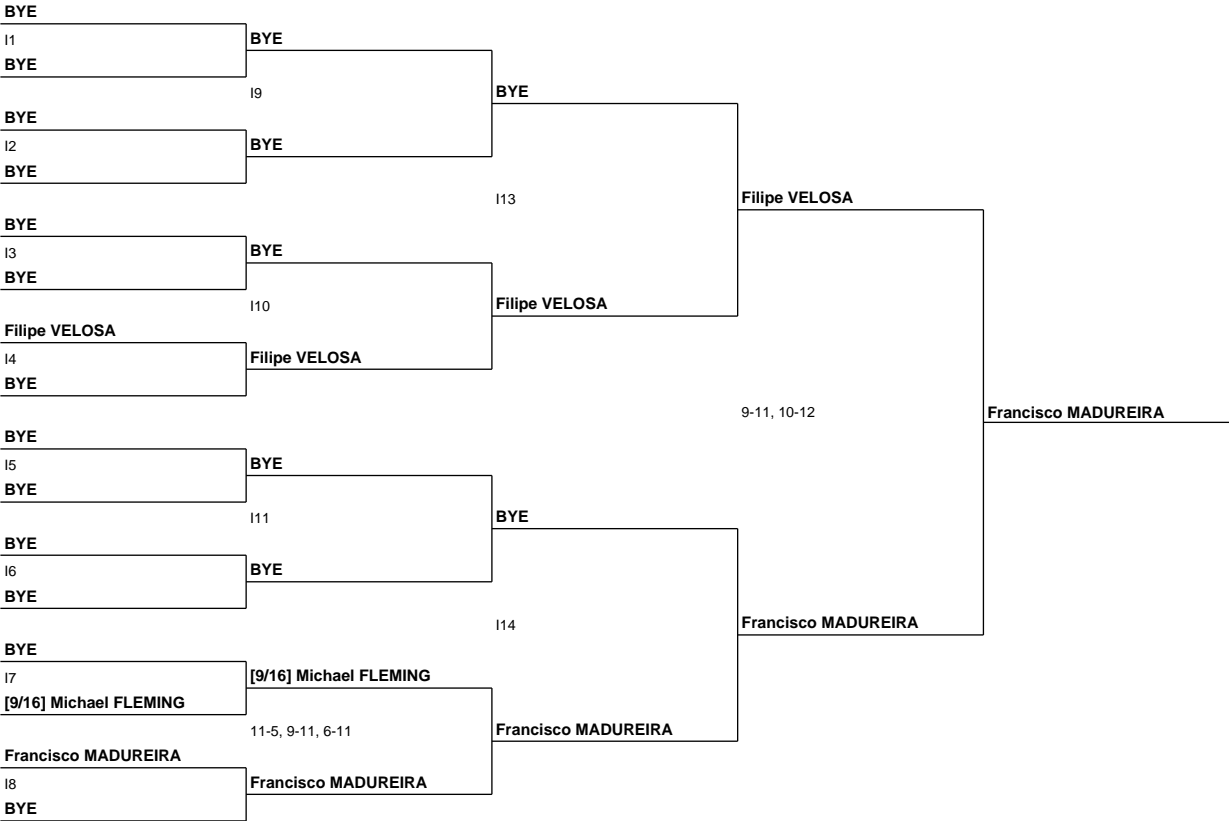 BYE
I1
BYE
BYE
I9
BYE
BYE
I2
BYE
BYE
I13
Filipe VELOSA
BYE
I3
BYE
BYE
I10
Filipe VELOSA
Filipe VELOSA
I4
Filipe VELOSA
BYE
9-11, 10-12
Francisco MADUREIRA
BYE
I5
BYE
BYE
I11
BYE
BYE
I6
BYE
BYE
I14
Francisco MADUREIRA
BYE
I7
[9/16] Michael FLEMING
[9/16] Michael FLEMING
11-5, 9-11, 6-11
Francisco MADUREIRA
Francisco MADUREIRA
I8
Francisco MADUREIRA
BYE